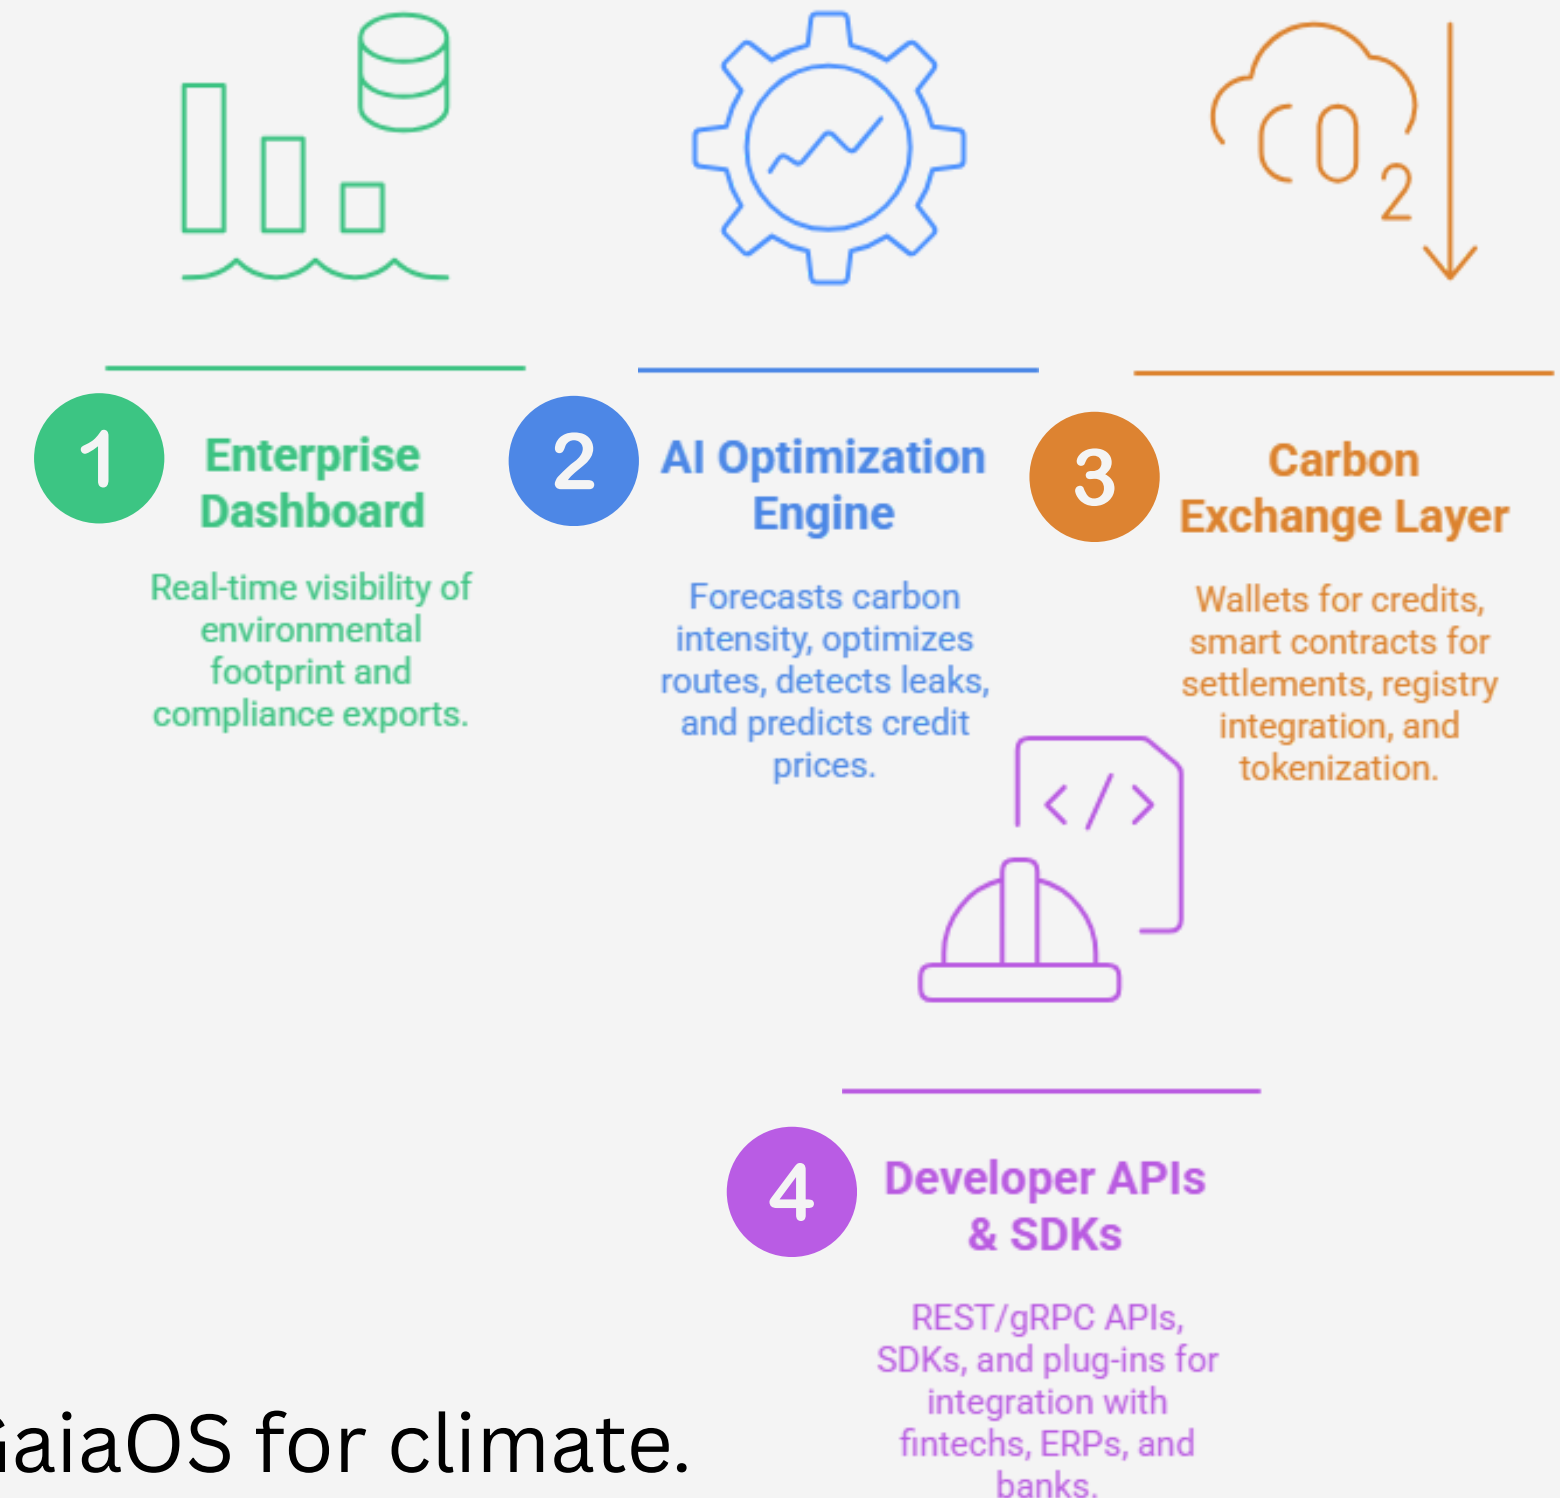 CO2
1
Enterprise
Dashboard
Real-time visibility of
environmental
footprint and
compliance exports.
2
AI Optimization
Engine
Forecasts carbon
intensity, optimizes
routes, detects leaks,
and predicts credit
prices.
3
Carbon
Exchange Layer
Wallets for credits,
smart contracts for
settlements, registry
integration, and
tokenization.
</>
4
Developer APIs
& SDKs
REST/gRPC APIs,
SDKs, and plug-ins for
integration with
fintechs, ERPs, and
banks.
GaiaOS for climate.